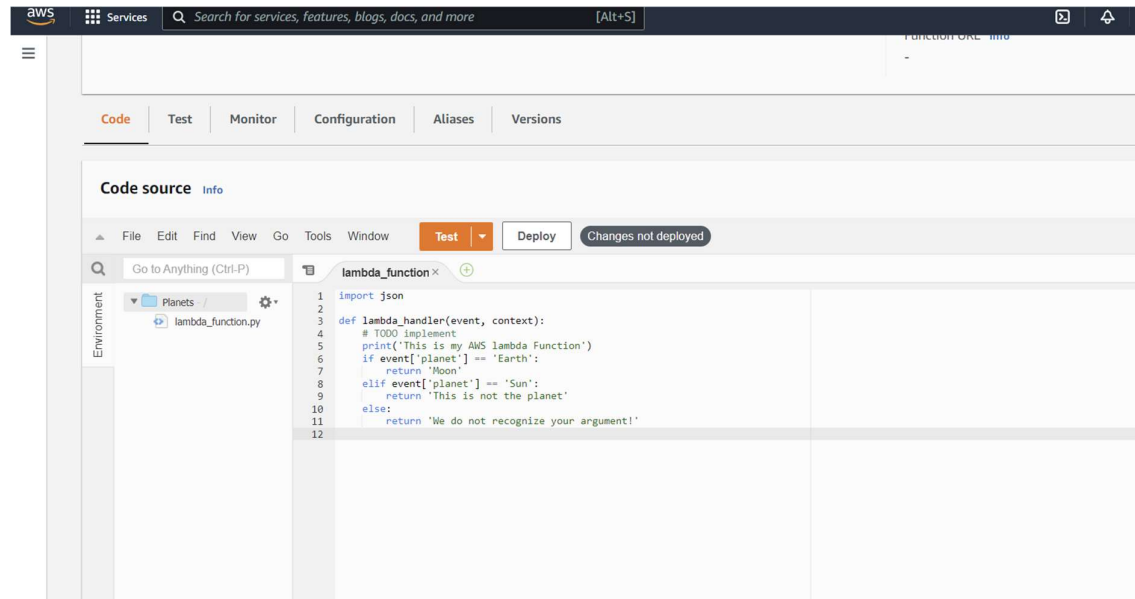 aws Services Search for services, features, blogs, docs, and more [Alt+S]
Function URL Info
-
Code Test Monitor Configuration Aliases Versions
Code source Info
File Edit Find View Go Tools Window Test Deploy Changes not deployed
Go to Anything (Ctrl-P) lambda_function ×
Environment
Planets - /
lambda_function.py
1 import json
2
3 def lambda_handler(event, context):
4     # TODO implement
5     print('This is my AWS lambda Function')
6     if event['planet'] == 'Earth':
7         return 'Moon'
8     elif event['planet'] == 'Sun':
9         return 'This is not the planet'
10     else:
11         return 'We do not recognize your argument!'
12